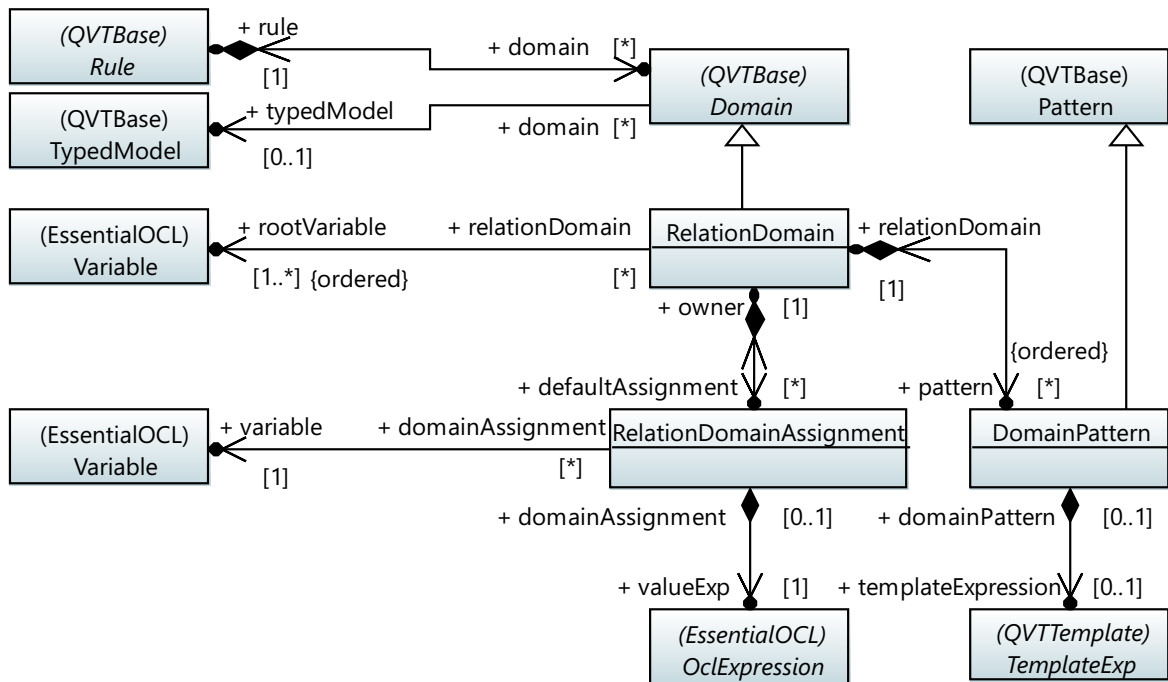 (QVTBase)
Rule
+ rule
[1]
+ domain [*]
(QVTBase)
Domain
(QVTBase)
Pattern
(QVTBase)
TypedModel
+ typedModel
[0..1]
+ domain [*]
(EssentialOCL)
Variable
+ rootVariable
[1..*] {ordered}
+ relationDomain
[*]
RelationDomain
+ relationDomain
[1]
+ owner [1]
{ordered}
+ defaultAssignment [*]
+ pattern [*]
(EssentialOCL)
Variable
+ variable
[1]
+ domainAssignment
[*]
RelationDomainAssignment
DomainPattern
+ domainAssignment [0..1]
+ domainPattern [0..1]
+ valueExp [1]
+ templateExpression [0..1]
(EssentialOCL)
OclExpression
(QVTTemplate)
TemplateExp